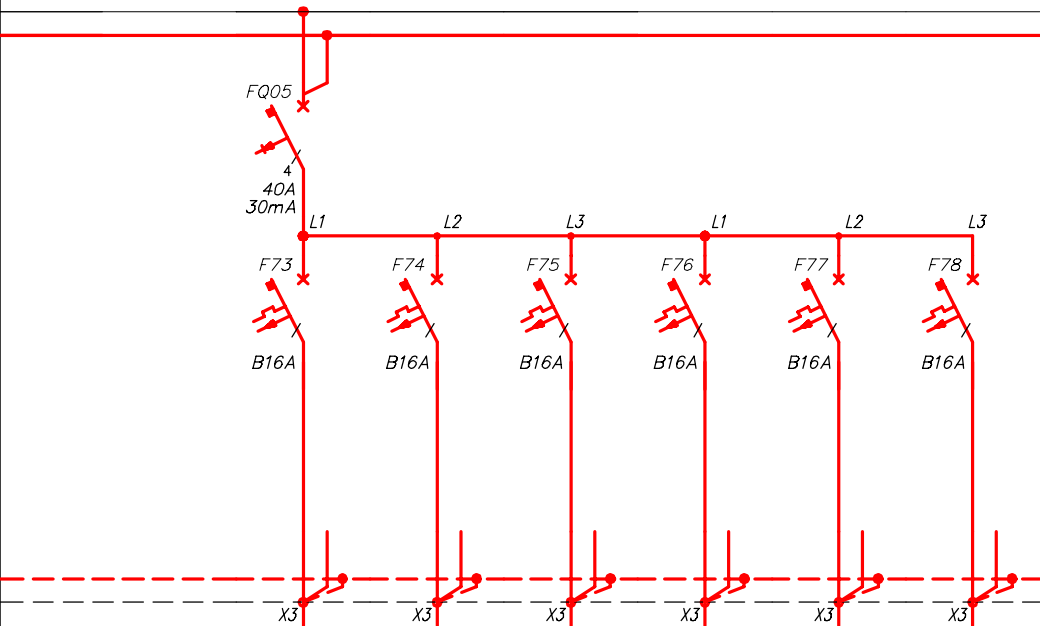 FQ05
4
40A
30mA
L1 L2 L3 L1 L2 L3
F73 F74 F75 F76 F77 F78
B16A B16A B16A B16A B16A B16A
X3 X3 X3 X3 X3 X3